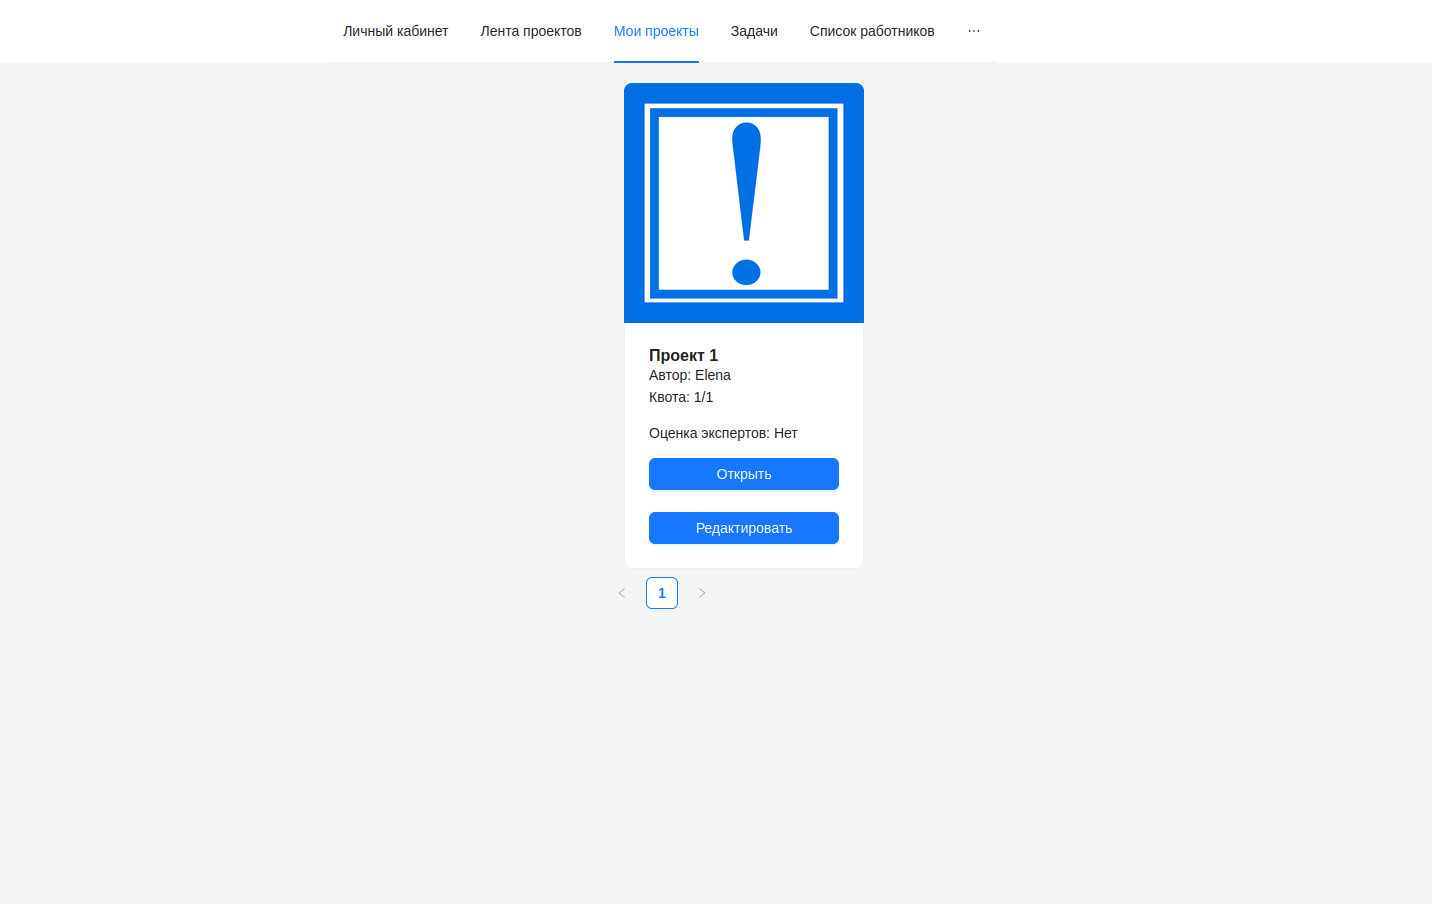 Личный кабинет Лента проектов Мои проекты Задачи Список работников ···
!
Проект 1
Автор: Elena
Квота: 1/1
Оценка экспертов: Нет
Открыть
Редактировать
1